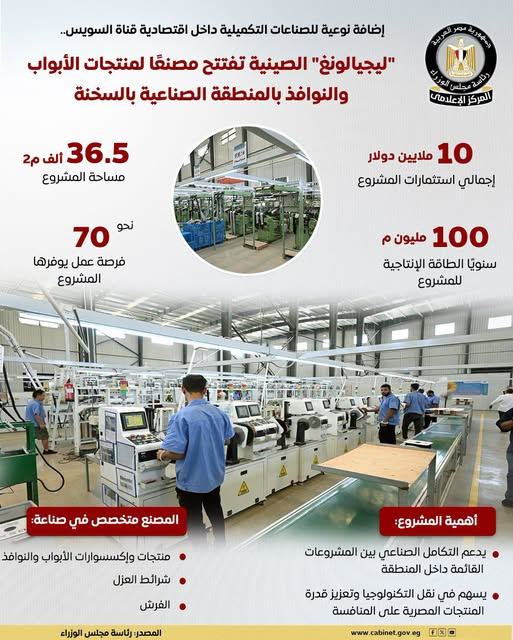 إضافة نوعية للصناعات التكميلية داخل اقتصادية قناة السويس..
"ليجيالونغ" الصينية تفتتح مصنعًا لمنتجات الأبواب
والنوافذ بالمنطقة الصناعية بالسخنة
جمهورية مصر العربية
رئاسة مجلس الوزراء
المركز الإعلامي
10 ملايين دولار
إجمالي استثمارات المشروع
36.5 ألف م2
مساحة المشروع
100 مليون م
سنويًا الطاقة الإنتاجية
للمشروع
نحو
70
فرصة عمل يوفرها
المشروع
أهمية المشروع:
يدعم التكامل الصناعي بين المشروعات
القائمة داخل المنطقة
يسهم في نقل التكنولوجيا وتعزيز قدرة
المنتجات المصرية على المنافسة
المصنع متخصص في صناعة:
منتجات وإكسسوارات الأبواب والنوافذ
شرائط العزل
الفرش
المصدر: رئاسة مجلس الوزراء
www.cabinet.gov.eg